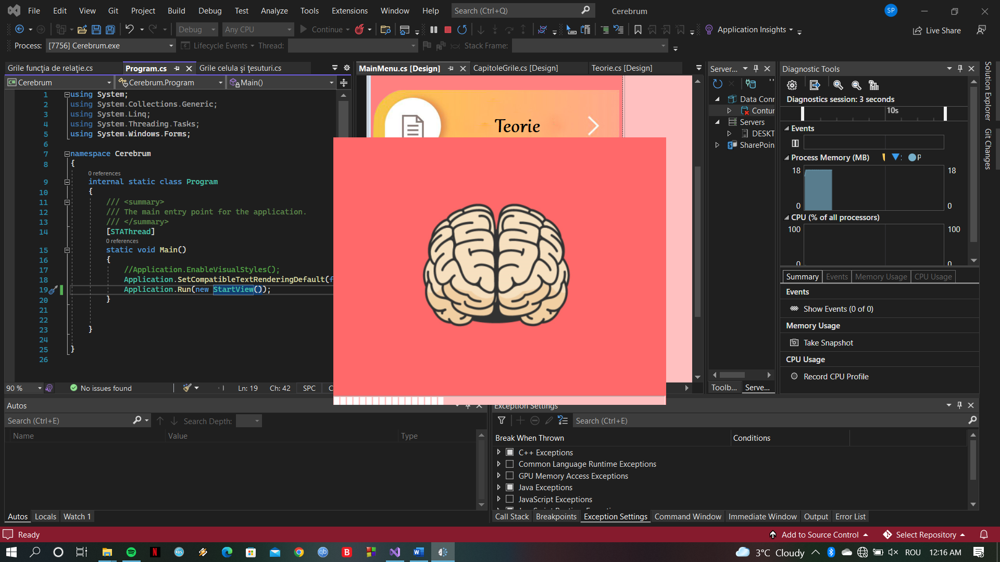 File Edit View Git Project Build Debug Test Analyze Tools Extensions Window Help Search (Ctrl+Q) Cerebrum SP
Debug Any CPU Continue Application Insights Live Share
Process: [7756] Cerebrum.exe Lifecycle Events Thread: Stack Frame:
Grile funcţia de relaţie.cs Program.cs Grile celula şi ţesuturi.cs
Cerebrum Cerebrum.Program Main()
1 using System;
2 using System.Collections.Generic;
3 using System.Linq;
4 using System.Threading.Tasks;
5 using System.Windows.Forms;
6
7 namespace Cerebrum
8 {
0 references
9 internal static class Program
10 {
11 /// <summary>
12 /// The main entry point for the application.
13 /// </summary>
14 [STAThread]
0 references
15 static void Main()
16 {
17 //Application.EnableVisualStyles();
18 Application.SetCompatibleTextRenderingDefault(f
19 Application.Run(new StartView());
20 }
21
22
23 }
24
25 }
26
90 % No issues found Ln: 19 Ch: 42 SPC
MainMenu.cs [Design] CapitoleGrile.cs [Design] Teorie.cs [Design]
Teorie
Server...
Data Conr
Contur
Servers
DESKT
SharePoin
Toolb... Serve...
Diagnostic Tools
Diagnostics session: 3 seconds
10s
Events
Process Memory (MB) P
18 18
0 0
CPU (% of all processors)
100 100
0 0
Summary Events Memory Usage CPU Usage
Events
Show Events (0 of 0)
Memory Usage
Take Snapshot
CPU Usage
Record CPU Profile
Solution Explorer
Git Changes
Autos
Search (Ctrl+E) Search Depth:
Name Value Type
Autos Locals Watch 1
Exception Settings
Search (Ctrl+E)
Break When Thrown Conditions
C++ Exceptions
Common Language Runtime Exceptions
GPU Memory Access Exceptions
Java Exceptions
JavaScript Exceptions
Call Stack Breakpoints Exception Settings Command Window Immediate Window Output Error List
Ready Add to Source Control Select Repository
3°C Cloudy ROU 12:16 AM